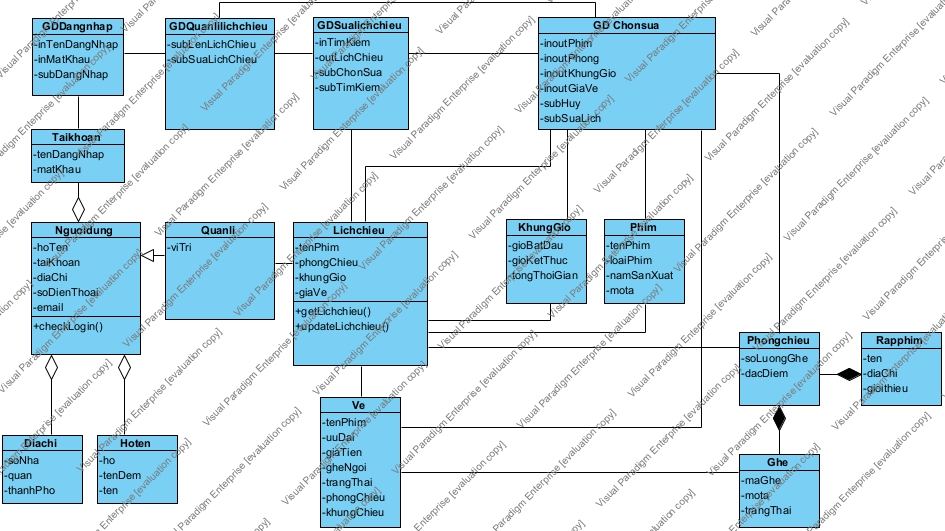 GDDangnhap
-inTenDangNhap
-inMatKhau
-subDangNhap
GDQuanlilichchieu
-subLenLichChieu
-subSuaLichChieu
GDSualichchieu
-inTimKiem
-outLichChieu
-subChonSua
-subTimKiem
GD Chonsua
-inoutPhim
-inoutPhong
-inoutKhungGio
-inoutGiaVe
-subHuy
-subSuaLich
Taikhoan
-tenDangNhap
-matKhau
Nguoidung
-hoTen
-taiKhoan
-diaChi
-soDienThoai
-email
+checkLogin()
Quanli
-viTri
Lichchieu
-tenPhim
-phongChieu
-khungGio
-giaVe
+getLichchieu()
+updateLichchieu()
KhungGio
-gioBatDau
-gioKetThuc
-tongThoiGian
Phim
-tenPhim
-loaiPhim
-namSanXuat
-mota
Phongchieu
-soLuongGhe
-dacDiem
Rapphim
-ten
-diaChi
-gioithieu
Ve
-tenPhim
-uuDai
-giaTien
-gheNgoi
-trangThai
-phongChieu
-khungChieu
Diachi
-soNha
-quan
-thanhPho
Hoten
-ho
-tenDem
-ten
Ghe
-maGhe
-mota
-trangThai
Visual Paradigm Enterprise [evaluation copy]